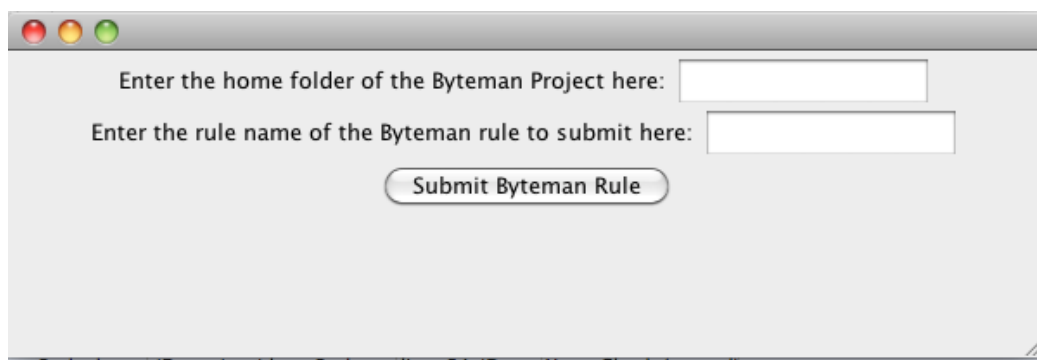 Enter the home folder of the Byteman Project here:
Enter the rule name of the Byteman rule to submit here:
Submit Byteman Rule